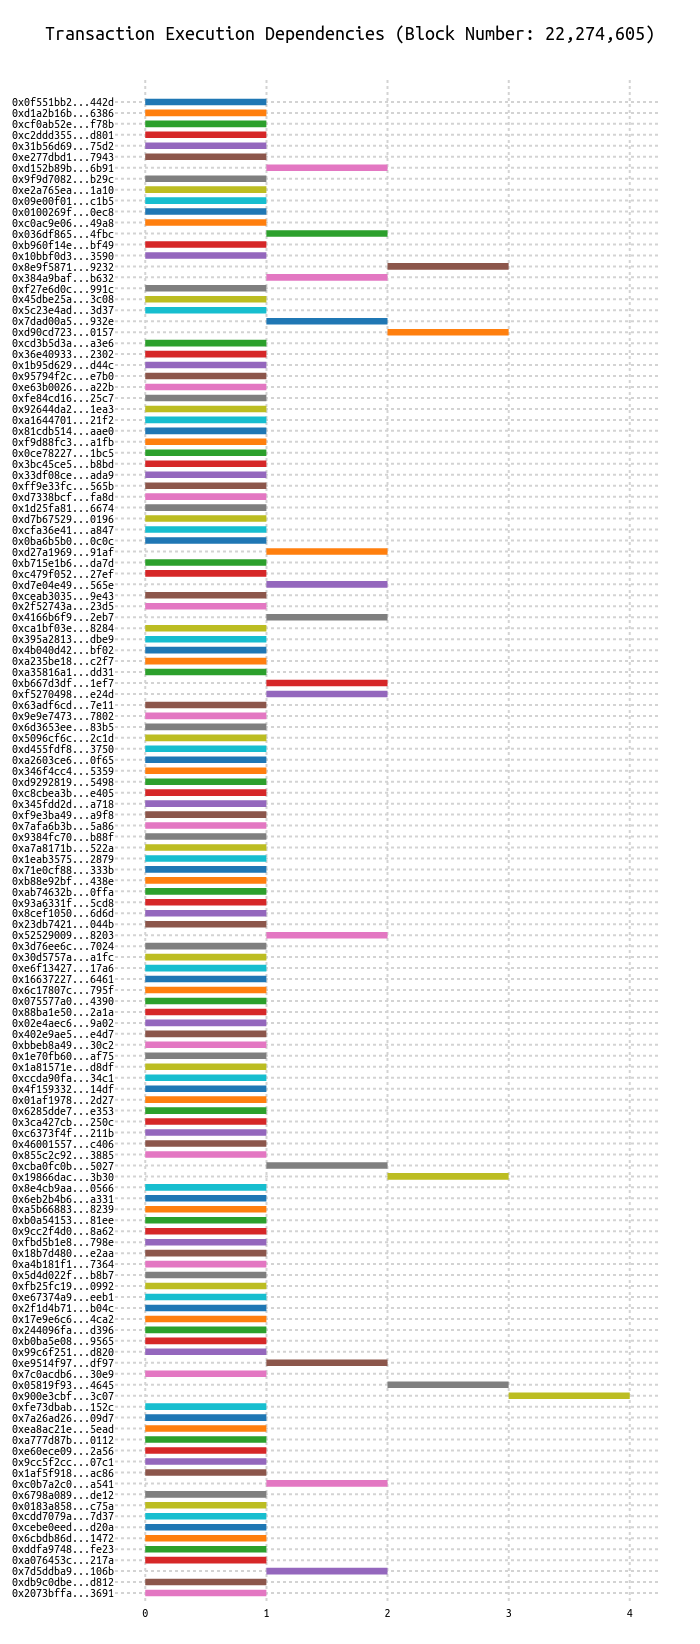 Transaction Execution Dependencies (Block Number: 22,274,605)
0x0f551bb2...442d
0xd1a2b16b...6386
0xcf0ab52e...f78b
0xc2ddd355...d801
0x31b56d69...75d2
0xe277dbd1...7943
0xd152b89b...6b91
0x9f9d7082...b29c
0xe2a765ea...1a10
0x09e00f01...c1b5
0x0100269f...0ec8
0xc0ac9e06...49a8
0x036df865...4fbc
0xb960f14e...bf49
0x10bbf0d3...3590
0x8e9f5871...9232
0x384a9baf...b632
0xf27e6d0c...991c
0x45dbe25a...3c08
0x5c23e4ad...3d37
0x7dad00a5...932e
0xd90cd723...0157
0xcd3b5d3a...a3e6
0x36e40933...2302
0x1b95d629...d44c
0x95794f2c...e7b0
0xe63b0026...a22b
0xfe84cd16...25c7
0x92644da2...1ea3
0xa1644701...21f2
0x81cdb514...aae0
0xf9d88fc3...a1fb
0x0ce78227...1bc5
0x3bc45ce5...b8bd
0x33df08ce...ada9
0xff9e33fc...565b
0xd7338bcf...fa8d
0x1d25fa81...6674
0xd7b67529...0196
0xcfa36e41...a847
0x0ba6b5b0...0c0c
0xd27a1969...91af
0xb715e1b6...da7d
0xc479f052...27ef
0xd7e04e49...565e
0xceab3035...9e43
0x2f52743a...23d5
0x4166b6f9...2eb7
0xca1bf03e...8284
0x395a2813...dbe9
0x4b040d42...bf02
0xa235be18...c2f7
0xa35816a1...dd31
0xb667d3df...1ef7
0xf5270498...e24d
0x63adf6cd...7e11
0x9e9e7473...7802
0x6d3653ee...83b5
0x5096cf6c...2c1d
0xd455fdf8...3750
0xa2603ce6...0f65
0x346f4cc4...5359
0xd9292819...5498
0xc8cbea3b...e405
0x345fdd2d...a718
0xf9e3ba49...a9f8
0x7afa6b3b...5a86
0x9384fc70...b88f
0xa7a8171b...522a
0x1eab3575...2879
0x71e0cf88...333b
0xb88e92bf...438e
0xab74632b...0ffa
0x93a6331f...5cd8
0x8cef1050...6d6d
0x23db7421...044b
0x52529009...8203
0x3d76ee6c...7024
0x30d5757a...a1fc
0xe6f13427...17a6
0x16637227...6461
0x6c17807c...795f
0x075577a0...4390
0x88ba1e50...2a1a
0x02e4aec6...9a02
0x402e9ae5...e4d7
0xbbeb8a49...30c2
0x1e70fb60...af75
0x1a81571e...d8df
0xccda90fa...34c1
0x4f159332...14df
0x01af1978...2d27
0x6285dde7...e353
0x3ca427cb...250c
0xc6373f4f...211b
0x46001557...c406
0x855c2c92...3885
0xcba0fc0b...5027
0x19866dac...3b30
0x8e4cb9aa...0566
0x6eb2b4b6...a331
0xa5b66883...8239
0xb0a54153...81ee
0x9cc2f4d0...8a62
0xfbd5b1e8...798e
0x18b7d480...e2aa
0xa4b181f1...7364
0x5d4d022f...b8b7
0xfb25fc19...0992
0xe67374a9...eeb1
0x2f1d4b71...b04c
0x17e9e6c6...4ca2
0x244096fa...d396
0xb0ba5e08...9565
0x99c6f251...d820
0xe9514f97...df97
0x7c0acdb6...30e9
0x05819f93...4645
0x900e3cbf...3c07
0xfe73dbab...152c
0x7a26ad26...09d7
0xea8ac21e...5ead
0xa777d87b...0112
0xe60ece09...2a56
0x9cc5f2cc...07c1
0x1af5f918...ac86
0xc0b7a2c0...a541
0x6798a089...de12
0x0183a858...c75a
0xcdd7079a...7d37
0xcebe0eed...d20a
0x6cbdb86d...1472
0xddfa9748...fe23
0xa076453c...217a
0x7d5ddba9...106b
0xdb9c0dbe...d812
0x2073bffa...3691
0 1 2 3 4